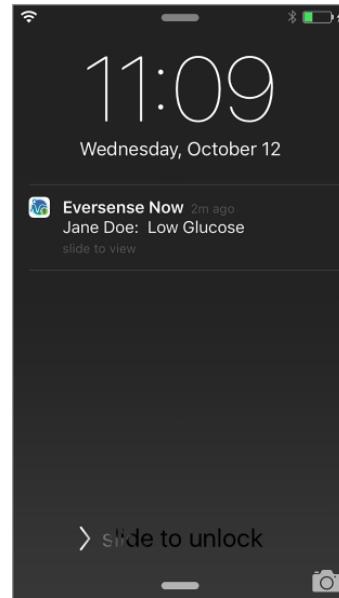 11:09
Wednesday, October 12
Eversense Now 2m ago
Jane Doe: Low Glucose
slide to view
slide to unlock